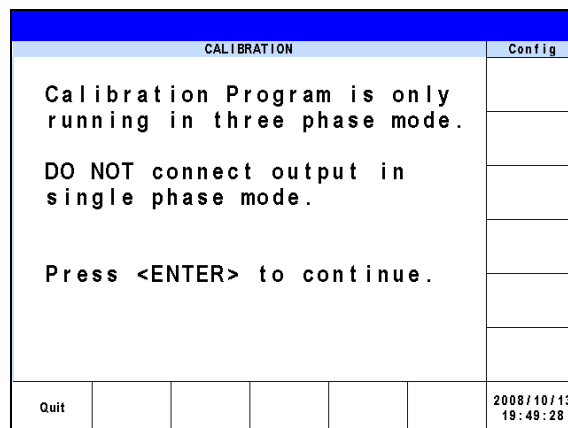 CALIBRATION
Config
Calibration Program is only
running in three phase mode.
DO NOT connect output in
single phase mode.
Press <ENTER> to continue.
Quit
2008/10/13
19:49:28